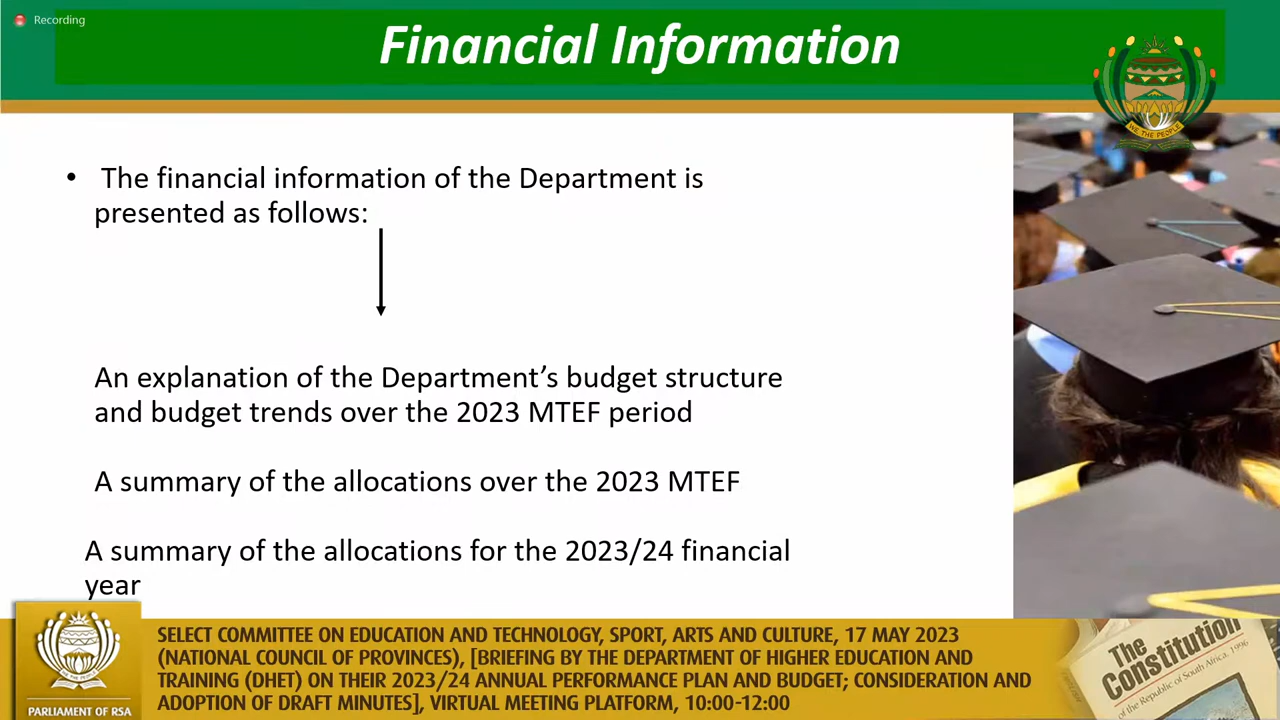 Recording
Financial Information
WE THE PEOPLE
• The financial information of the Department is
presented as follows:
An explanation of the Department’s budget structure
and budget trends over the 2023 MTEF period
A summary of the allocations over the 2023 MTEF
A summary of the allocations for the 2023/24 financial
year
SELECT COMMITTEE ON EDUCATION AND TECHNOLOGY, SPORT, ARTS AND CULTURE, 17 MAY 2023
(NATIONAL COUNCIL OF PROVINCES), [BRIEFING BY THE DEPARTMENT OF HIGHER EDUCATION AND
TRAINING (DHET) ON THEIR 2023/24 ANNUAL PERFORMANCE PLAN AND BUDGET; CONSIDERATION AND
ADOPTION OF DRAFT MINUTES], VIRTUAL MEETING PLATFORM, 10:00-12:00
PARLIAMENT OF RSA
The
Constitution
of the Republic of South Africa, 1996